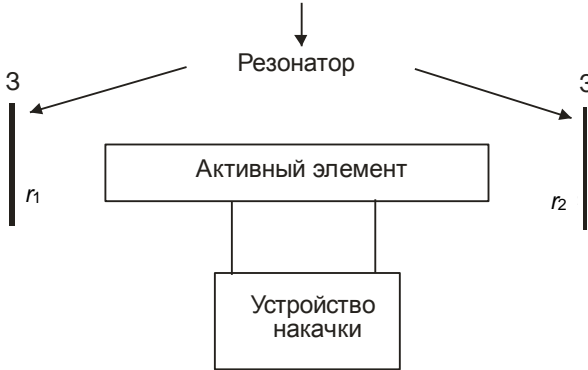 Резонатор
З
З
r1
Активный элемент
r2
Устройство
накачки